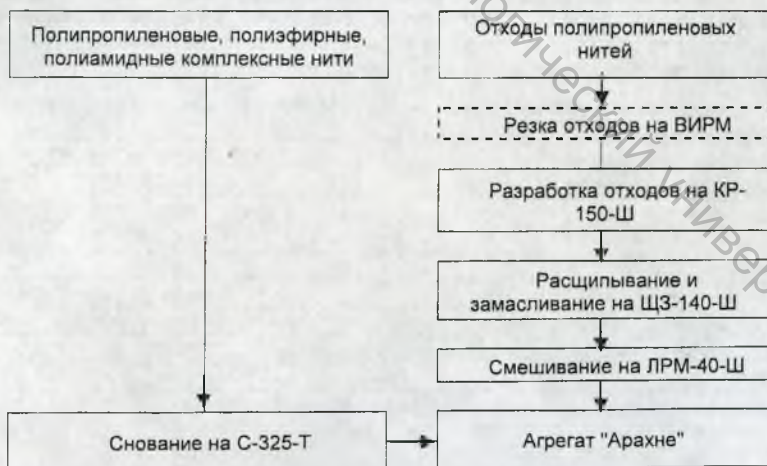 Полипропиленовые, полиэфирные,
полиамидные комплексные нити
Отходы полипропиленовых
нитей
Резка отходов на ВИРМ
Разработка отходов на КР-
150-Ш
Расщипывание и
замасливание на ЩЗ-140-Ш
Смешивание на ЛРМ-40-Ш
Снование на С-325-Т
Агрегат "Арахне"